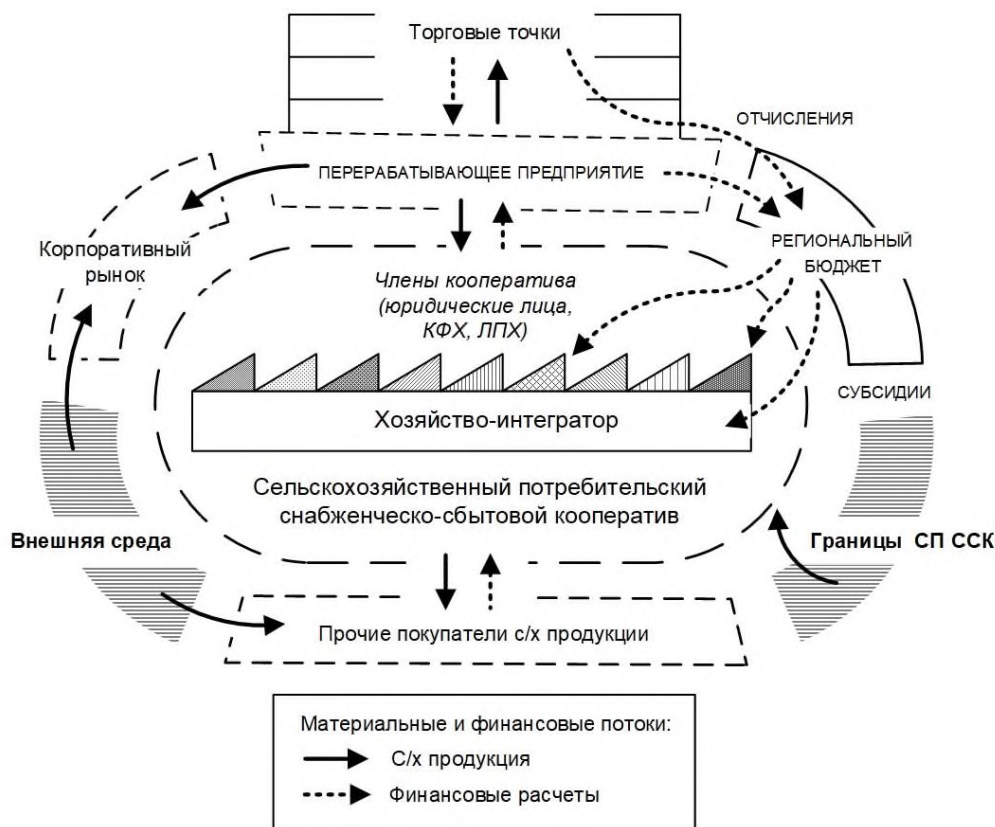 Торговые точки
ОТЧИСЛЕНИЯ
ПЕРЕРАБАТЫВАЮЩЕЕ ПРЕДПРИЯТИЕ
Корпоративный
рынок
РЕГИОНАЛЬНЫЙ
БЮДЖЕТ
Члены кооператива
(юридические лица,
КФХ, ЛПХ)
СУБСИДИИ
Хозяйство-интегратор
Сельскохозяйственный потребительский
снабженческо-сбытовой кооператив
Внешняя среда
Границы СП ССК
Прочие покупатели с/х продукции
Материальные и финансовые потоки:
С/х продукция
Финансовые расчеты